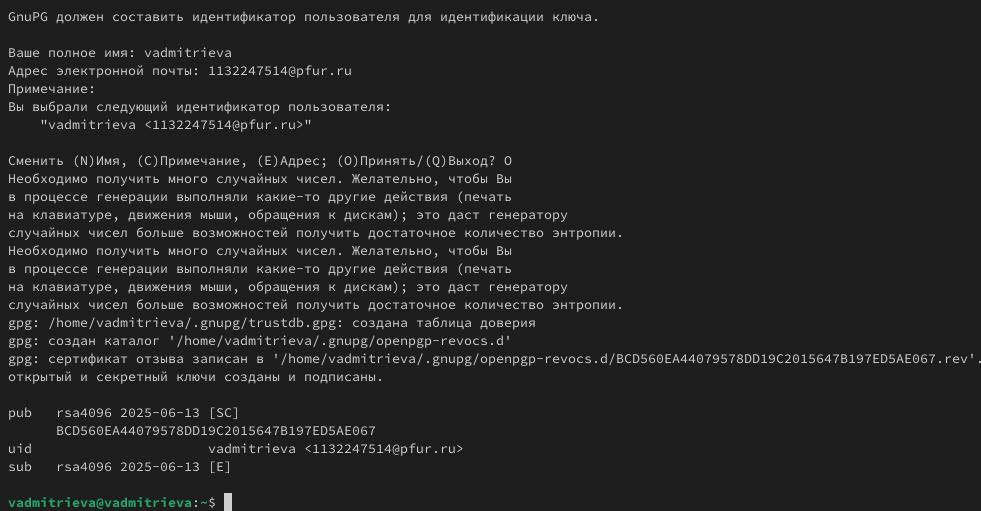 GnuPG должен составить идентификатор пользователя для идентификации ключа.
Ваше полное имя: vadmitrieva
Адрес электронной почты: 1132247514@pfur.ru
Примечание:
Вы выбрали следующий идентификатор пользователя:
"vadmitrieva <1132247514@pfur.ru>"
Сменить (N)Имя, (C)Примечание, (E)Адрес; (O)Принять/(Q)Выход? O
Необходимо получить много случайных чисел. Желательно, чтобы Вы
в процессе генерации выполняли какие-то другие действия (печать
на клавиатуре, движения мыши, обращения к дискам); это даст генератору
случайных чисел больше возможностей получить достаточное количество энтропии.
Необходимо получить много случайных чисел. Желательно, чтобы Вы
в процессе генерации выполняли какие-то другие действия (печать
на клавиатуре, движения мыши, обращения к дискам); это даст генератору
случайных чисел больше возможностей получить достаточное количество энтропии.
gpg: /home/vadmitrieva/.gnupg/trustdb.gpg: создана таблица доверия
gpg: создан каталог '/home/vadmitrieva/.gnupg/openpgp-revocs.d'
gpg: сертификат отзыва записан в '/home/vadmitrieva/.gnupg/openpgp-revocs.d/BCD560EA44079578DD19C2015647B197ED5AE067.rev'.
открытый и секретный ключи созданы и подписаны.
pub   rsa4096 2025-06-13 [SC]
BCD560EA44079578DD19C2015647B197ED5AE067
uid                      vadmitrieva <1132247514@pfur.ru>
sub   rsa4096 2025-06-13 [E]
vadmitrieva@vadmitrieva:~$